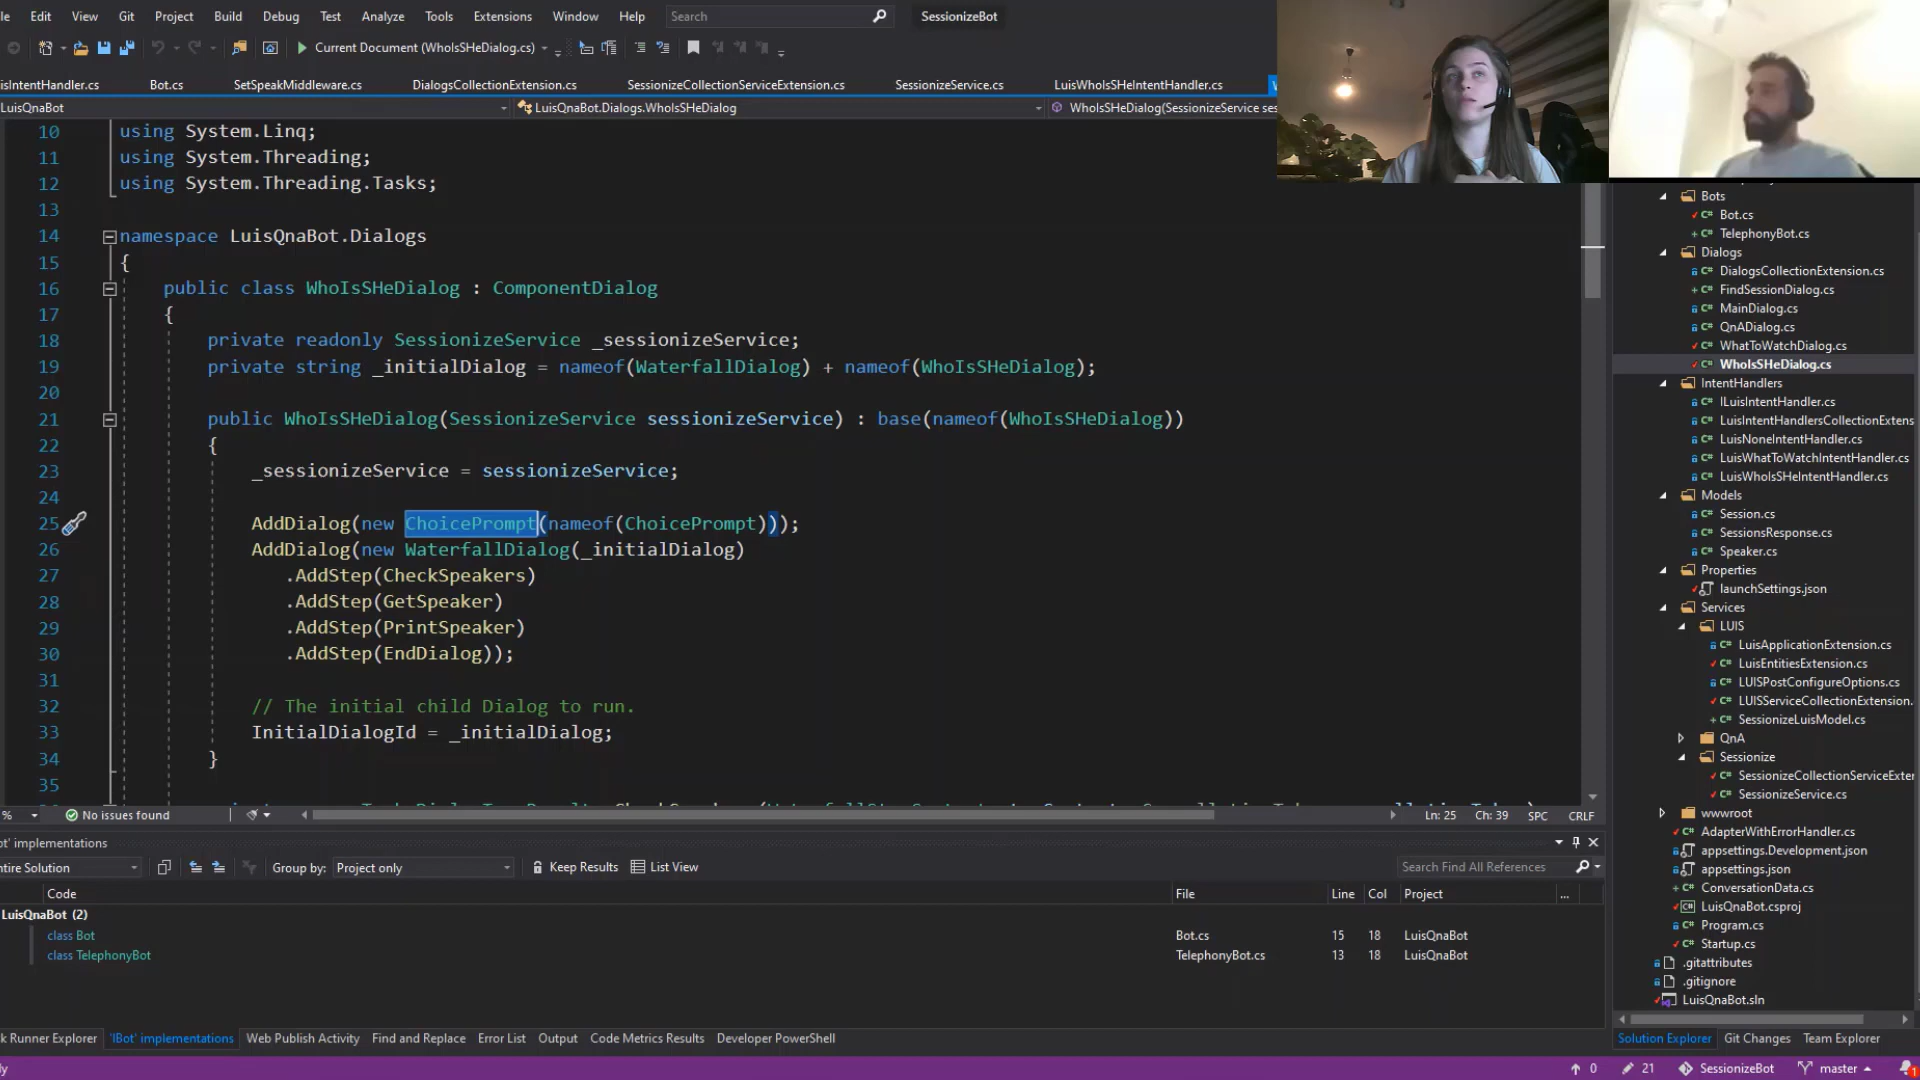 le Edit View Git Project Build Debug Test Analyze Tools Extensions Window Help Search SessionizeBot
Current Document (WhoIsSHeDialog.cs)
isIntentHandler.cs Bot.cs SetSpeakMiddleware.cs DialogsCollectionExtension.cs SessionizeCollectionServiceExtension.cs SessionizeService.cs LuisWhoIsSHeIntentHandler.cs
LuisQnaBot LuisQnaBot.Dialogs.WhoIsSHeDialog WhoIsSHeDialog(SessionizeService ses
10 using System.Linq;
11 using System.Threading;
12 using System.Threading.Tasks;
13
14 namespace LuisQnaBot.Dialogs
15 {
16 public class WhoIsSHeDialog : ComponentDialog
17 {
18 private readonly SessionizeService _sessionizeService;
19 private string _initialDialog = nameof(WaterfallDialog) + nameof(WhoIsSHeDialog);
20
21 public WhoIsSHeDialog(SessionizeService sessionizeService) : base(nameof(WhoIsSHeDialog))
22 {
23 _sessionizeService = sessionizeService;
24
25 AddDialog(new ChoicePrompt(nameof(ChoicePrompt)));
26 AddDialog(new WaterfallDialog(_initialDialog)
27 .AddStep(CheckSpeakers)
28 .AddStep(GetSpeaker)
29 .AddStep(PrintSpeaker)
30 .AddStep(EndDialog));
31
32 // The initial child Dialog to run.
33 InitialDialogId = _initialDialog;
34 }
35
% No issues found Ln: 25 Ch: 39 SPC CRLF
ot' implementations
ntire Solution Group by: Project only Keep Results List View Search Find All References
Code File Line Col Project ...
LuisQnaBot (2)
class Bot Bot.cs 15 18 LuisQnaBot
class TelephonyBot TelephonyBot.cs 13 18 LuisQnaBot
k Runner Explorer 'IBot' implementations Web Publish Activity Find and Replace Error List Output Code Metrics Results Developer PowerShell
Bots
Bot.cs
TelephonyBot.cs
Dialogs
DialogsCollectionExtension.cs
FindSessionDialog.cs
MainDialog.cs
QnADialog.cs
WhatToWatchDialog.cs
WhoIsSHeDialog.cs
IntentHandlers
ILuisIntentHandler.cs
LuisIntentHandlersCollectionExtens
LuisNoneIntentHandler.cs
LuisWhatToWatchIntentHandler.cs
LuisWhoIsSHeIntentHandler.cs
Models
Session.cs
SessionsResponse.cs
Speaker.cs
Properties
launchSettings.json
Services
LUIS
LuisApplicationExtension.cs
LuisEntitiesExtension.cs
LUISPostConfigureOptions.cs
LUISServiceCollectionExtension.
SessionizeLuisModel.cs
QnA
Sessionize
SessionizeCollectionServiceExter
SessionizeService.cs
wwwroot
AdapterWithErrorHandler.cs
appsettings.Development.json
appsettings.json
ConversationData.cs
LuisQnaBot.csproj
Program.cs
Startup.cs
.gitattributes
.gitignore
LuisQnaBot.sln
Solution Explorer Git Changes Team Explorer
dy 0 21 SessionizeBot master 1